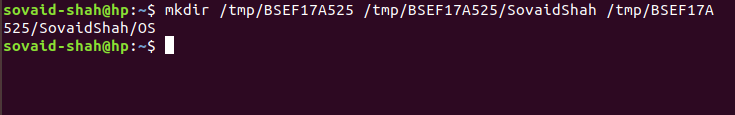 sovaid-shah@hp:~$ mkdir /tmp/BSEF17A525 /tmp/BSEF17A525/SovaidShah /tmp/BSEF17A
525/SovaidShah/OS
sovaid-shah@hp:~$